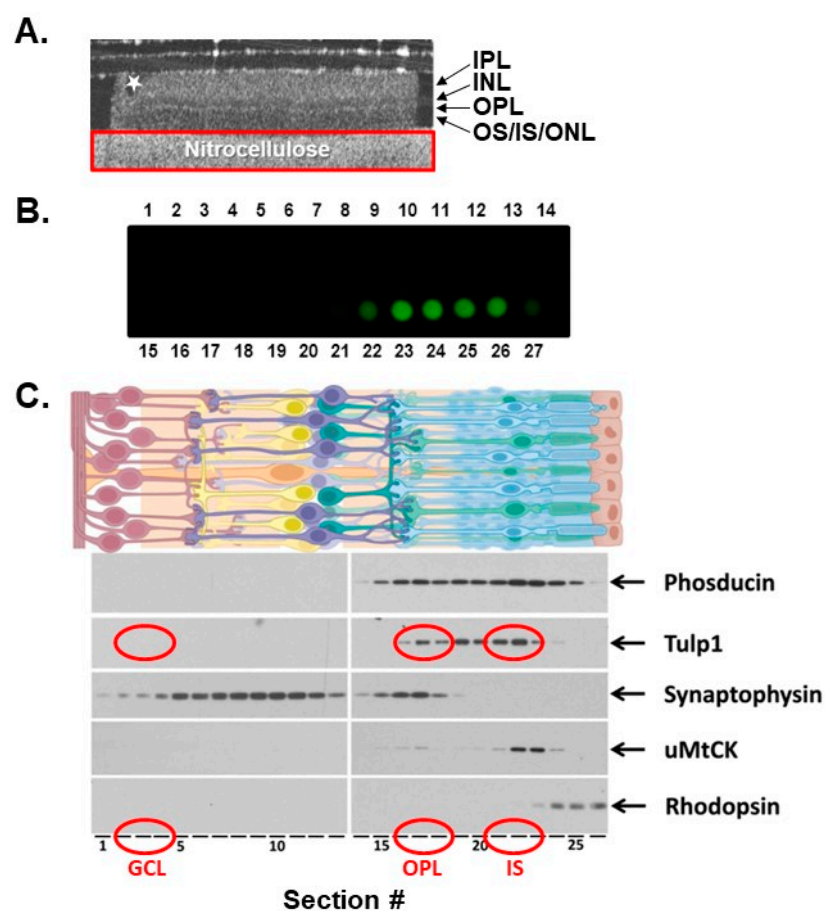 A.
IPL
INL
OPL
OS/IS/ONL
Nitrocellulose
B.
1 2 3 4 5 6 7 8 9 10 11 12 13 14
15 16 17 18 19 20 21 22 23 24 25 26 27
C.
Phosducin
Tulp1
Synaptophysin
uMtCK
Rhodopsin
1 5 10 15 20 25
GCL OPL IS
Section #